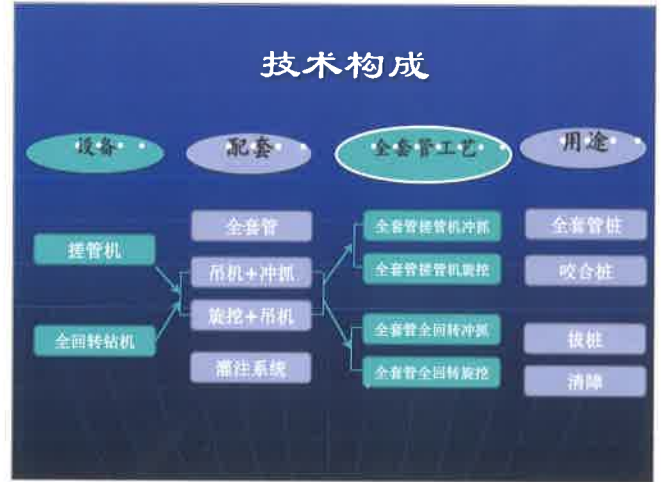 技术构成
设备
配套
全套管工艺
用途
搓管机
全回转钻机
全套管
吊机+冲抓
旋挖+吊机
灌注系统
全套管搓管机冲抓
全套管搓管机旋挖
全套管全回转冲抓
全套管全回转旋挖
全套管桩
咬合桩
拔桩
清障